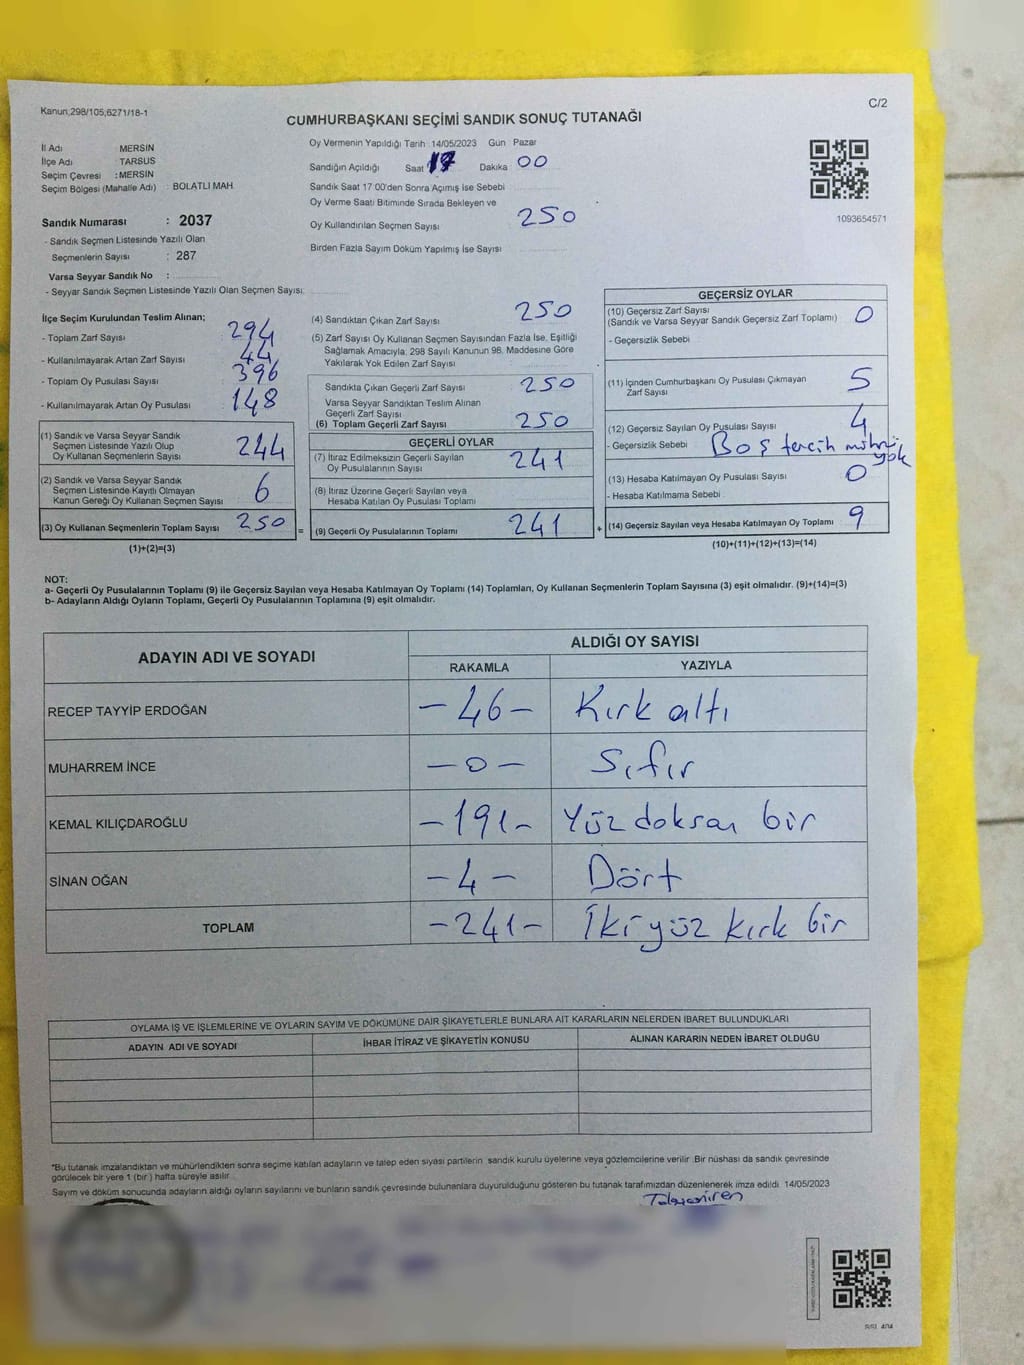 Kanun;298/105;6271/18-1
C/2
CUMHURBAŞKANI SEÇİMİ SANDIK SONUÇ TUTANAĞI
İl Adı MERSİN
İlçe Adı TARSUS
Seçim Çevresi : MERSİN
Seçim Bölgesi (Mahalle Adı) : BOLATLI MAH.
Sandık Numarası : 2037
- Sandık Seçmen Listesinde Yazılı Olan
Seçmenlerin Sayısı : 287
Varsa Seyyar Sandık No :
- Seyyar Sandık Seçmen Listesinde Yazılı Olan Seçmen Sayısı:
Oy Vermenin Yapıldığı Tarih :14/05/2023 Gün Pazar
Sandığın Açıldığı Saat 17 Dakika 00
Sandık Saat 17 00'den Sonra Açımış İse Sebebi
Oy Verme Saati Bitiminde Sırada Bekleyen ve
Oy Kullandırılan Seçmen Sayısı 250
Birden Fazla Sayım Döküm Yapılmış İse Sayısı
1093654571
İlçe Seçim Kurulundan Teslim Alınan;
- Toplam Zarf Sayısı 294
- Kullanılmayarak Artan Zarf Sayısı 44
- Toplam Oy Pusulası Sayısı 396
- Kullanılmayarak Artan Oy Pusulası 148
(1) Sandık ve Varsa Seyyar Sandık
Seçmen Listesinde Yazılı Olup
Oy Kullanan Seçmenlerin Sayısı 244
(2) Sandık ve Varsa Seyyar Sandık
Seçmen Listesinde Kayıtlı Olmayan
Kanun Gereği Oy Kullanan Seçmen Sayısı 6
(3) Oy Kullanan Seçmenlerin Toplam Sayısı 250
(1)+(2)=(3)
(4) Sandıktan Çıkan Zarf Sayısı 250
(5) Zarf Sayısı Oy Kullanan Seçmen Sayısından Fazla İse, Eşitliği
Sağlamak Amacıyla; 298 Sayılı Kanunun 98. Maddesine Göre
Yakılarak Yok Edilen Zarf Sayısı
Sandıkta Çıkan Geçerli Zarf Sayısı 250
Varsa Seyyar Sandıktan Teslim Alınan
Geçerli Zarf Sayısı
(6) Toplam Geçerli Zarf Sayısı 250
GEÇERLİ OYLAR
(7) İtiraz Edilmeksizin Geçerli Sayılan
Oy Pusulalarının Sayısı 241
(8) İtiraz Üzerine Geçerli Sayılan veya
Hesaba Katılan Oy Pusulası Toplamı
= (9) Geçerli Oy Pusulalarının Toplamı 241 +
GEÇERSİZ OYLAR
(10) Geçersiz Zarf Sayısı
(Sandık ve Varsa Seyyar Sandık Geçersiz Zarf Toplamı) 0
- Geçersizlik Sebebi
(11) İçinden Cumhurbaşkanı Oy Pusulası Çıkmayan
Zarf Sayısı 5
(12) Geçersiz Sayılan Oy Pusulası Sayısı 4
- Geçersizlik Sebebi Boş tercih mührü
yok
(13) Hesaba Katılmayan Oy Pusulası Sayısı 0
- Hesaba Katılmama Sebebi
(14) Geçersiz Sayılan veya Hesaba Katılmayan Oy Toplamı 9
(10)+(11)+(12)+(13)=(14)
NOT:
a- Geçerli Oy Pusulalarının Toplamı (9) ile Geçersiz Sayılan veya Hesaba Katılmayan Oy Toplamı (14) Toplamları, Oy Kullanan Seçmenlerin Toplam Sayısına (3) eşit olmalıdır. (9)+(14)=(3)
b- Adayların Aldığı Oyların Toplamı, Geçerli Oy Pusulalarının Toplamına (9) eşit olmalıdır.
ADAYIN ADI VE SOYADI ALDIĞI OY SAYISI
RAKAMLA YAZIYLA
RECEP TAYYİP ERDOĞAN -46- Kırk altı
MUHARREM İNCE -0- Sıfır
KEMAL KILIÇDAROĞLU -191- Yüz doksan bir
SİNAN OĞAN -4- Dört
TOPLAM -241- İki yüz kırk bir
OYLAMA İŞ VE İŞLEMLERİNE VE OYLARIN SAYIM VE DÖKÜMÜNE DAİR ŞİKAYETLERLE BUNLARA AİT KARARLARIN NELERDEN İBARET BULUNDUKLARI
ADAYIN ADI VE SOYADI İHBAR İTİRAZ VE ŞİKAYETİN KONUSU ALINAN KARARIN NEDEN İBARET OLDUĞU
*Bu tutanak imzalandıktan ve mühürlendikten sonra seçime katılan adayların ve talep eden siyasi partilerin sandık kurulu üyelerine veya gözlemcilerine verilir. Bir nüshası da sandık çevresinde
görülecek bir yere 1 (bir) hafta süreyle asılır.
Sayım ve döküm sonucunda adayların aldığı oyların sayılarını ve bunların sandık çevresinde bulunanlara duyurulduğunu gösteren bu tutanak tarafımızdan düzenlenerek imza edildi. 14/05/2023